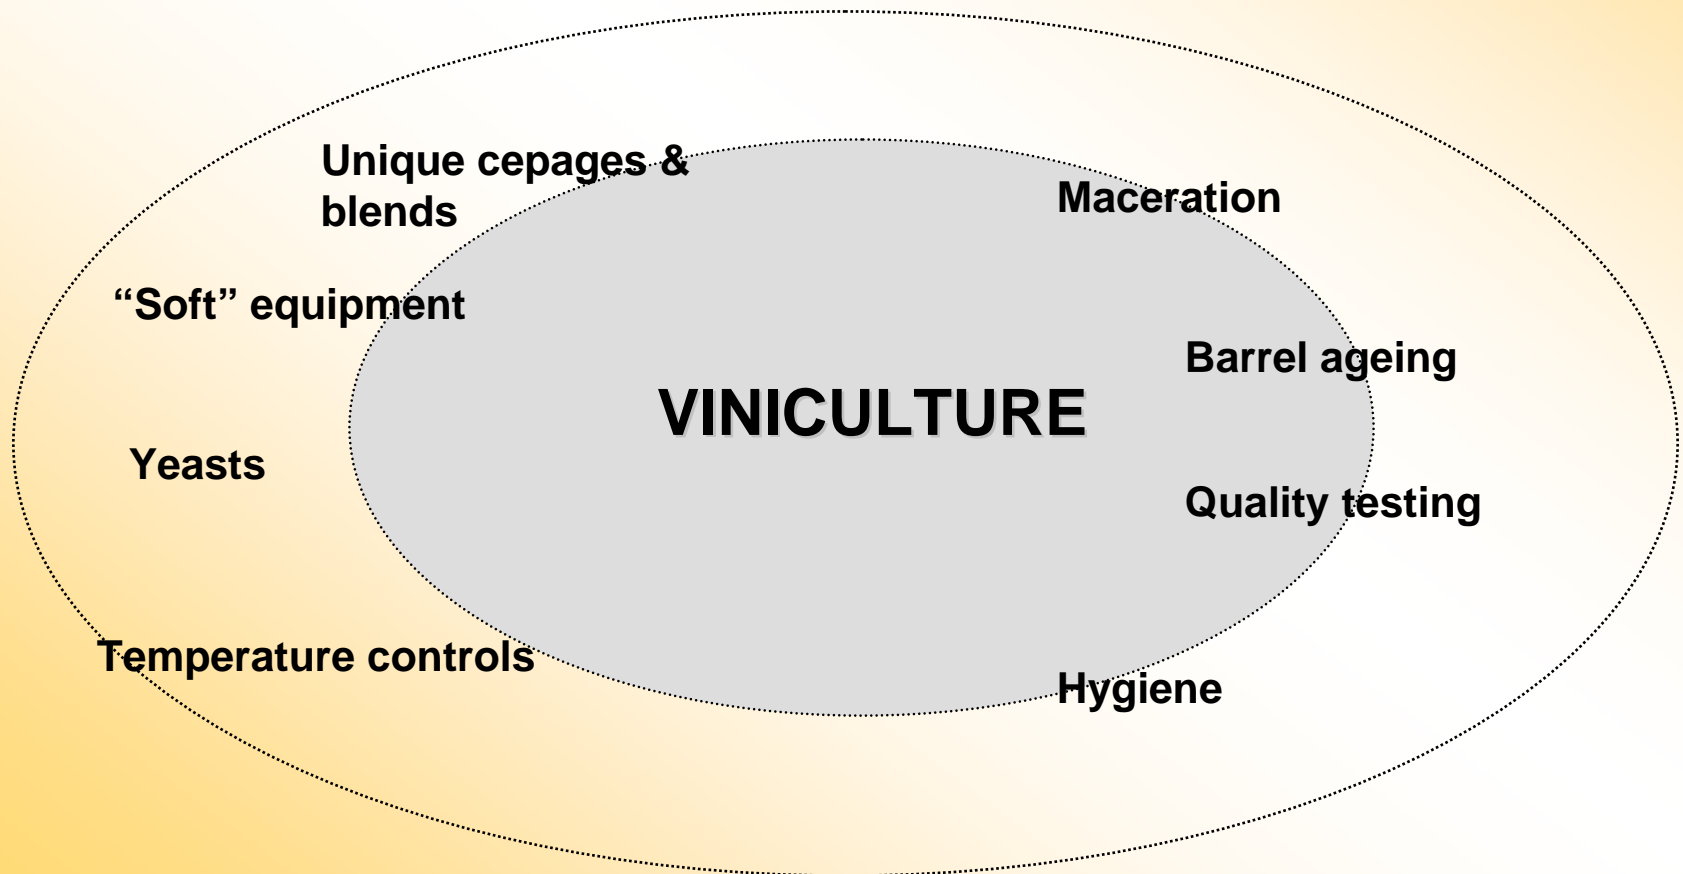 Unique cepages &
blends
Maceration
“Soft” equipment
Barrel ageing
VINICULTURE
Yeasts
Quality testing
Temperature controls
Hygiene